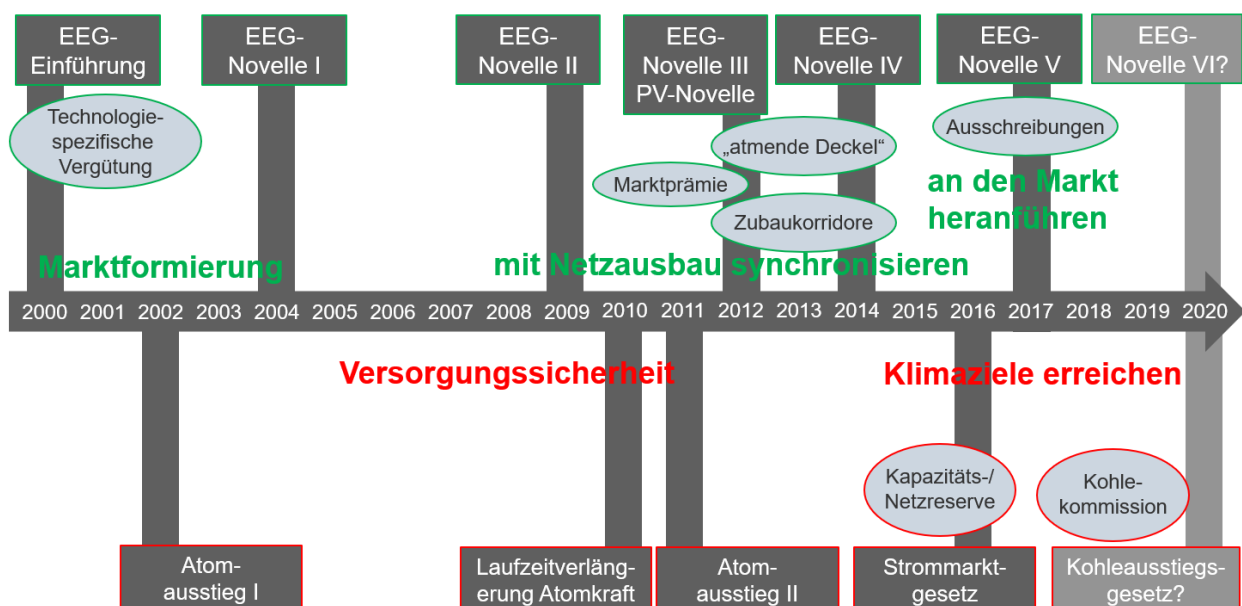 EEG-
Einführung
EEG-
Novelle I
EEG-
Novelle II
EEG-
Novelle III
PV-Novelle
EEG-
Novelle IV
EEG-
Novelle V
EEG-
Novelle VI?
Technologie-
spezifische
Vergütung
Marktprämie
„atmende Deckel“
Zubaukorridore
Ausschreibungen
Marktformierung
mit Netzausbau synchronisieren
an den Markt
heranführen
2000 2001 2002 2003 2004 2005 2006 2007 2008 2009 2010 2011 2012 2013 2014 2015 2016 2017 2018 2019 2020
Versorgungssicherheit
Klimaziele erreichen
Kapazitäts-/
Netzreserve
Kohle-
kommission
Atom-
ausstieg I
Laufzeitverläng-
erung Atomkraft
Atom-
ausstieg II
Strommarkt-
gesetz
Kohleausstiegs-
gesetz?